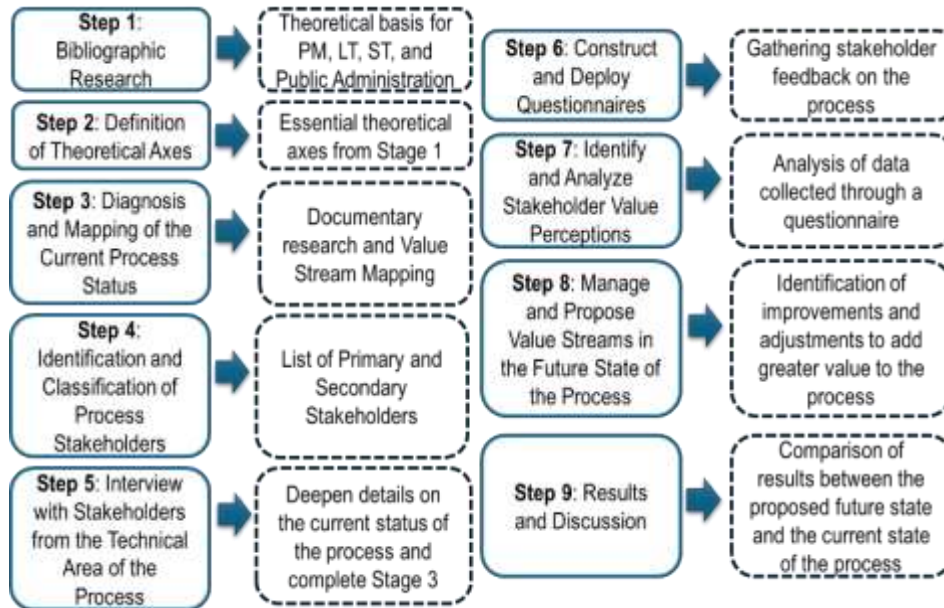 Step 1:
Bibliographic
Research
Theoretical basis for
PM, LT, ST, and
Public Administration
Step 2: Definition
of Theoretical Axes
Essential theoretical
axes from Stage 1
Step 3: Diagnosis
and Mapping of the
Current Process
Status
Documentary
research and Value
Stream Mapping
Step 4:
Identification and
Classification of
Process
Stakeholders
List of Primary and
Secondary
Stakeholders
Step 5: Interview
with Stakeholders
from the Technical
Area of the
Process
Deepen details on
the current status of
the process and
complete Stage 3
Step 6: Construct
and Deploy
Questionnaires
Gathering stakeholder
feedback on the
process
Step 7: Identify
and Analyze
Stakeholder Value
Perceptions
Analysis of data
collected through a
questionnaire
Step 8: Manage
and Propose
Value Streams in
the Future State of
the Process
Identification of
improvements and
adjustments to add
greater value to the
process
Step 9: Results
and Discussion
Comparison of
results between the
proposed future state
and the current state
of the process